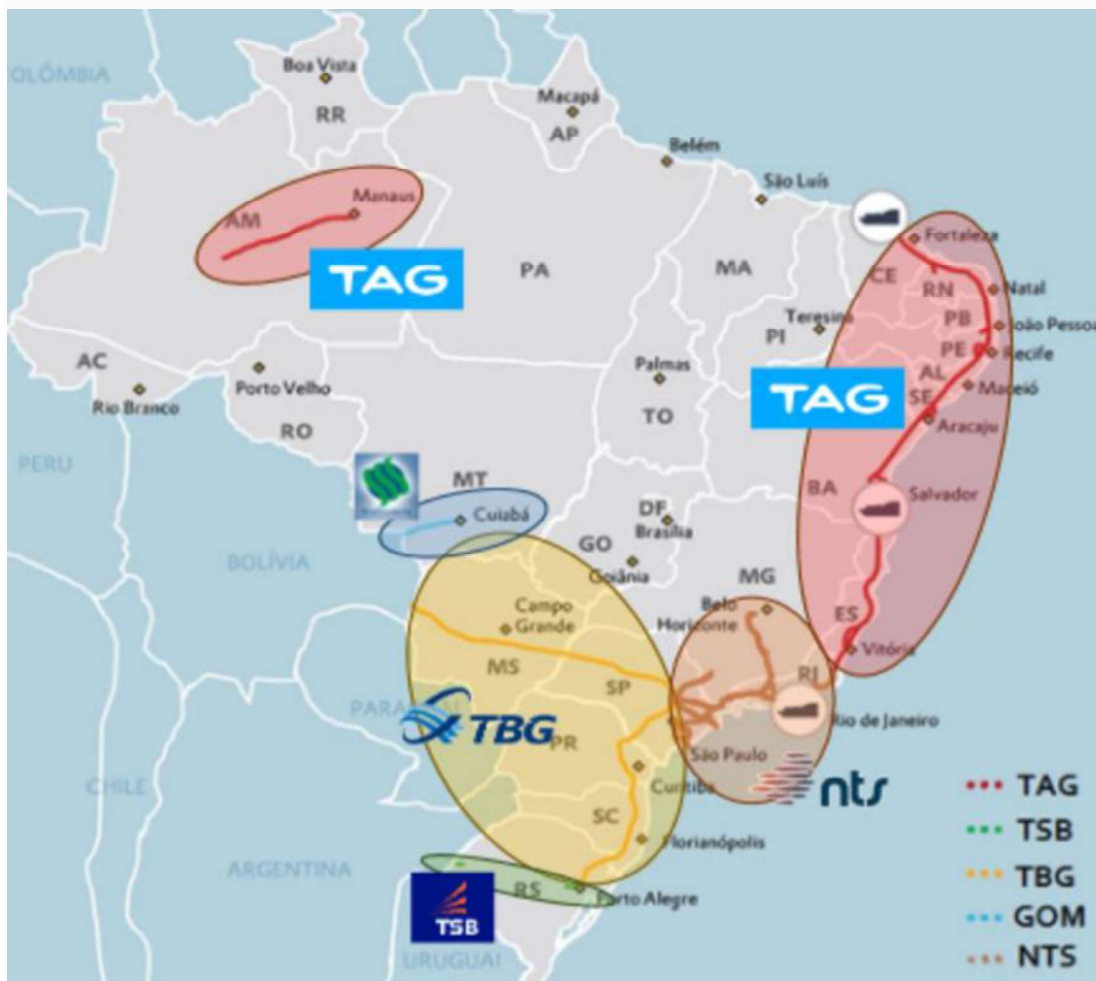 COLÔMBIA
Boa Vista
RR
Macapá
AP
Belém
São Luís
Manaus
AM
TAG
PA
MA
Fortaleza
CE
RN
Natal
Teresina
PI
PB
João Pessoa
PE
Recife
AL
Maceió
SE
Aracaju
TAG
AC
Rio Branco
Porto Velho
RO
Palmas
TO
PERU
MT
Cuiabá
BA
Salvador
DF
Brasília
GO
Goiânia
BOLÍVIA
MG
Belo
Horizonte
ES
Vitória
Campo
Grande
MS
SP
RJ
Rio de Janeiro
TBG
PR
São Paulo
Curitiba
nts
CHILE
SC
Florianópolis
ARGENTINA
RS
Porto Alegre
TSB
URUGUAI
TAG
TSB
TBG
GOM
NTS